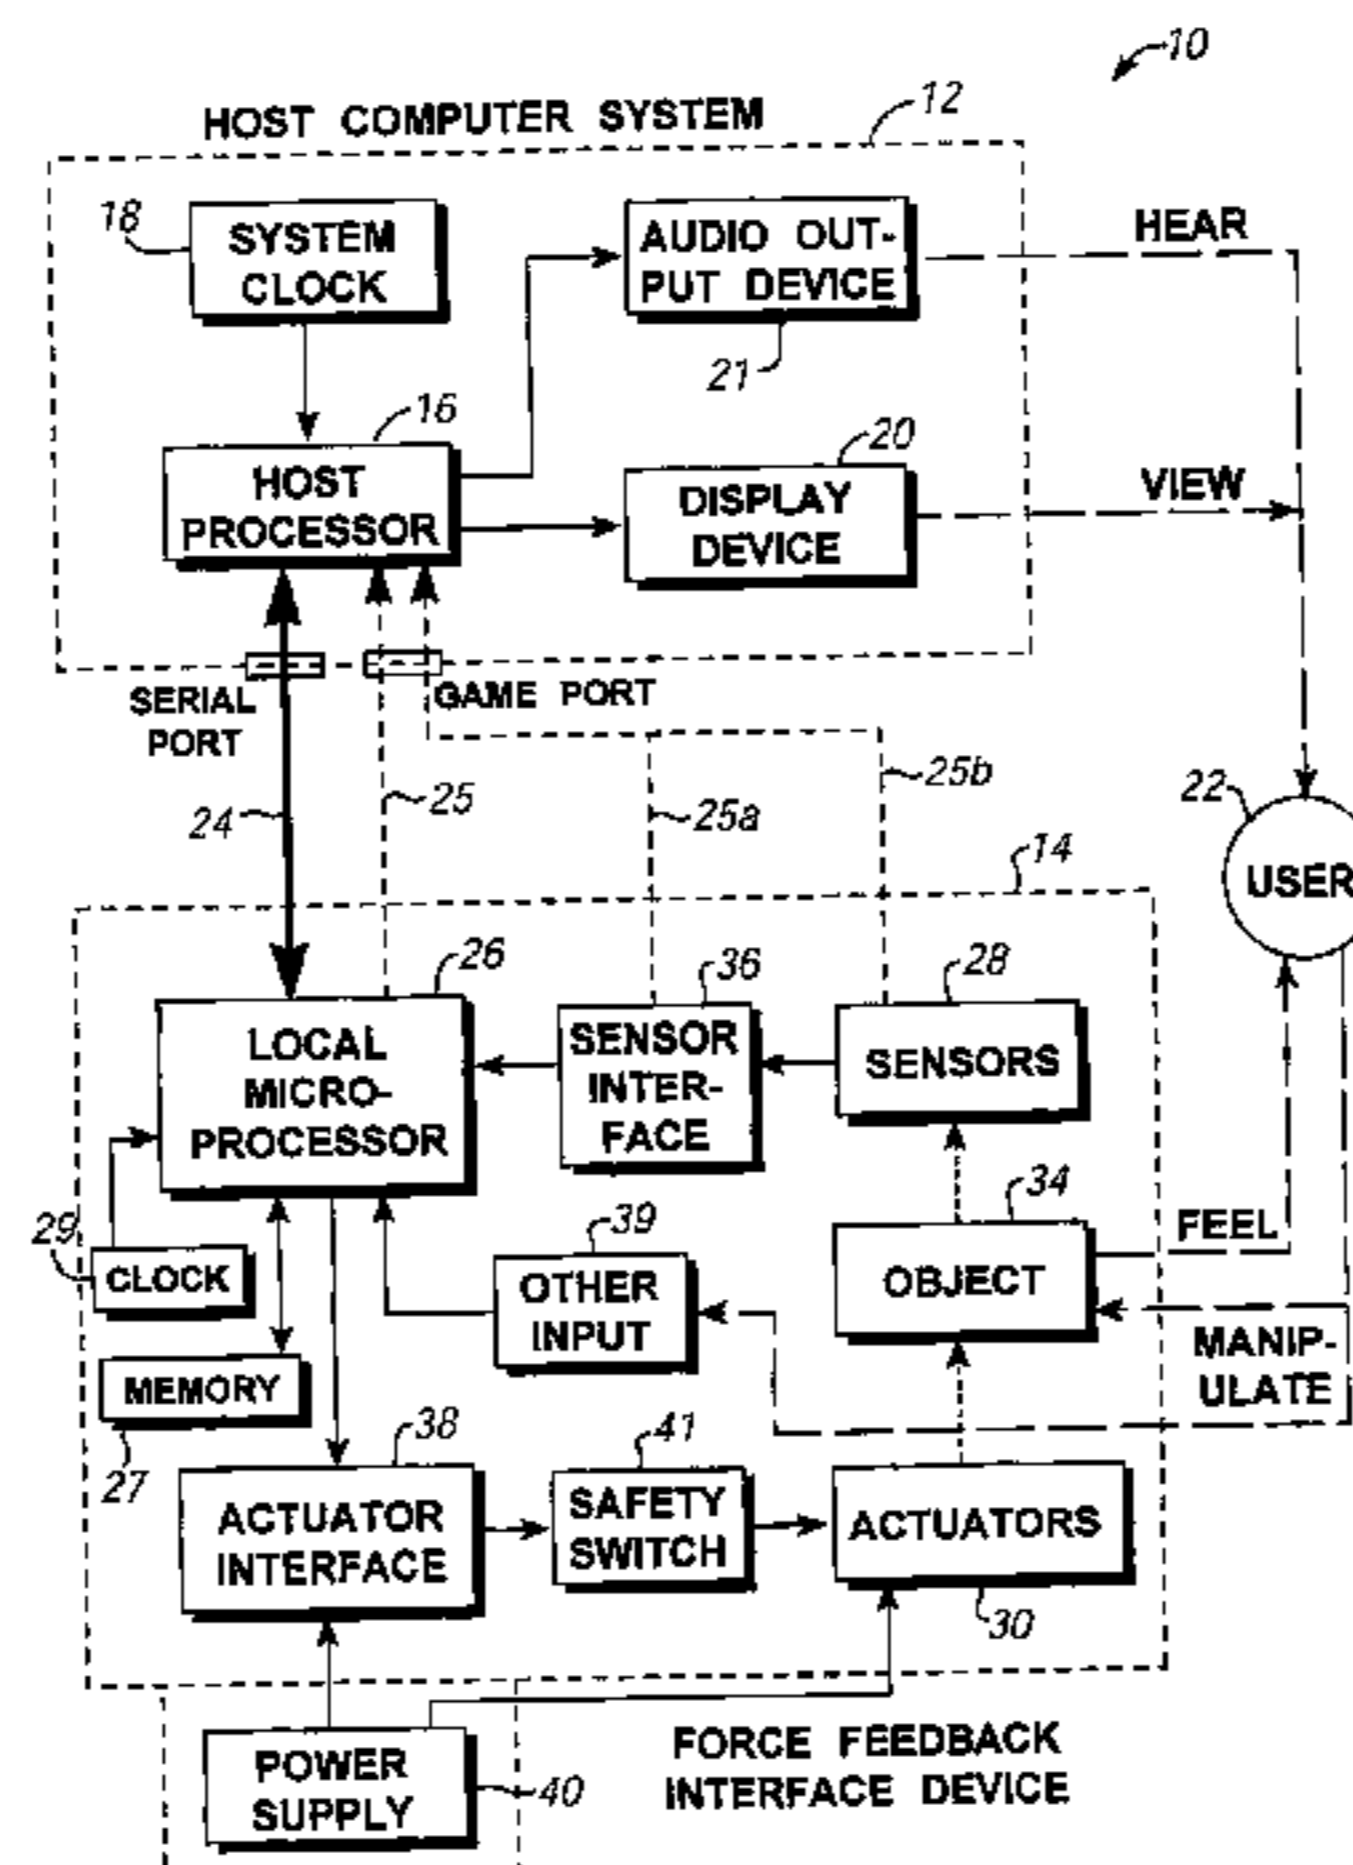 10
HOST COMPUTER SYSTEM
12
18
SYSTEM
CLOCK
AUDIO OUT-
PUT DEVICE
21
HEAR
16
HOST
PROCESSOR
20
DISPLAY
DEVICE
VIEW
SERIAL
PORT
GAME PORT
24
25
25a
25b
22
USER
14
26
LOCAL
MICRO-
PROCESSOR
36
SENSOR
INTER-
FACE
28
SENSORS
29
CLOCK
39
OTHER
INPUT
34
OBJECT
FEEL
MANIP-
ULATE
MEMORY
27
38
ACTUATOR
INTERFACE
41
SAFETY
SWITCH
ACTUATORS
30
POWER
SUPPLY
40
FORCE FEEDBACK
INTERFACE DEVICE